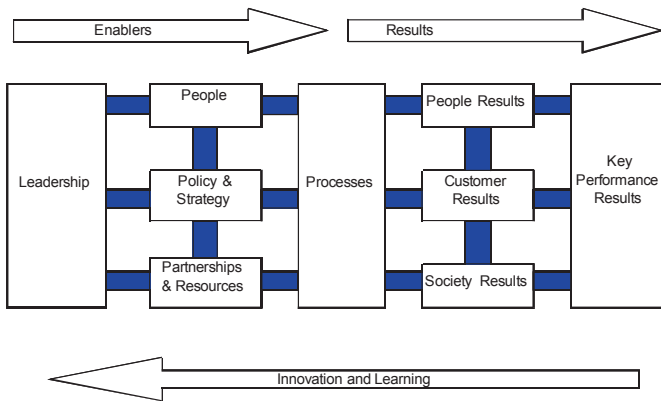 Enablers
Results
People
People Results
Leadership
Policy &
Strategy
Processes
Customer
Results
Key
Performance
Results
Partnerships
& Resources
Society Results
Innovation and Learning